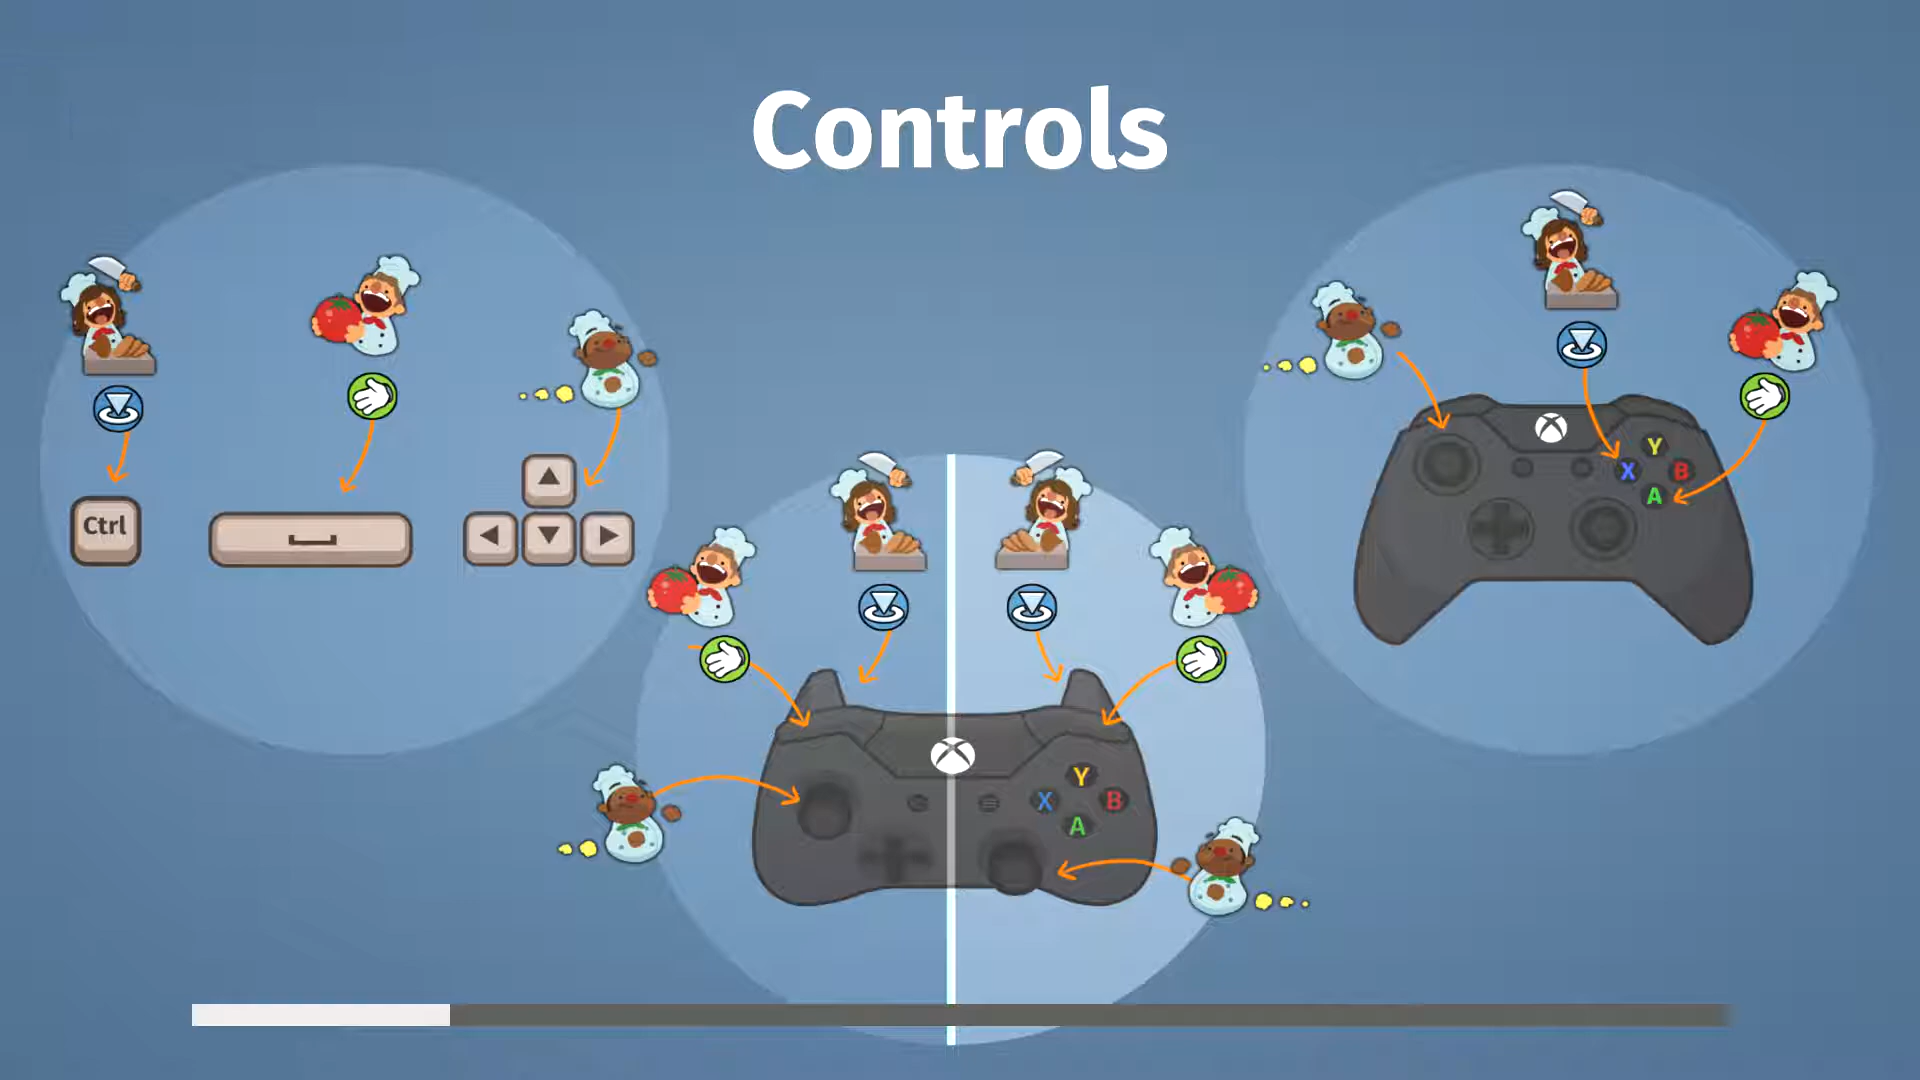 Controls
Ctrl
Y
X B
A
Y
X B
A